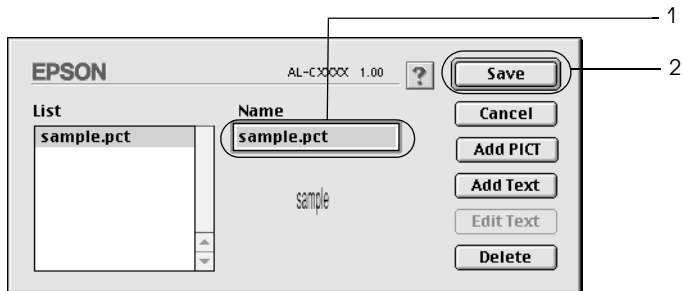 1
EPSON AL-CXXXX 1.00 ? Save 2
List Name Cancel
sample.pct sample.pct
Add PICT
sample
Add Text
Edit Text
Delete